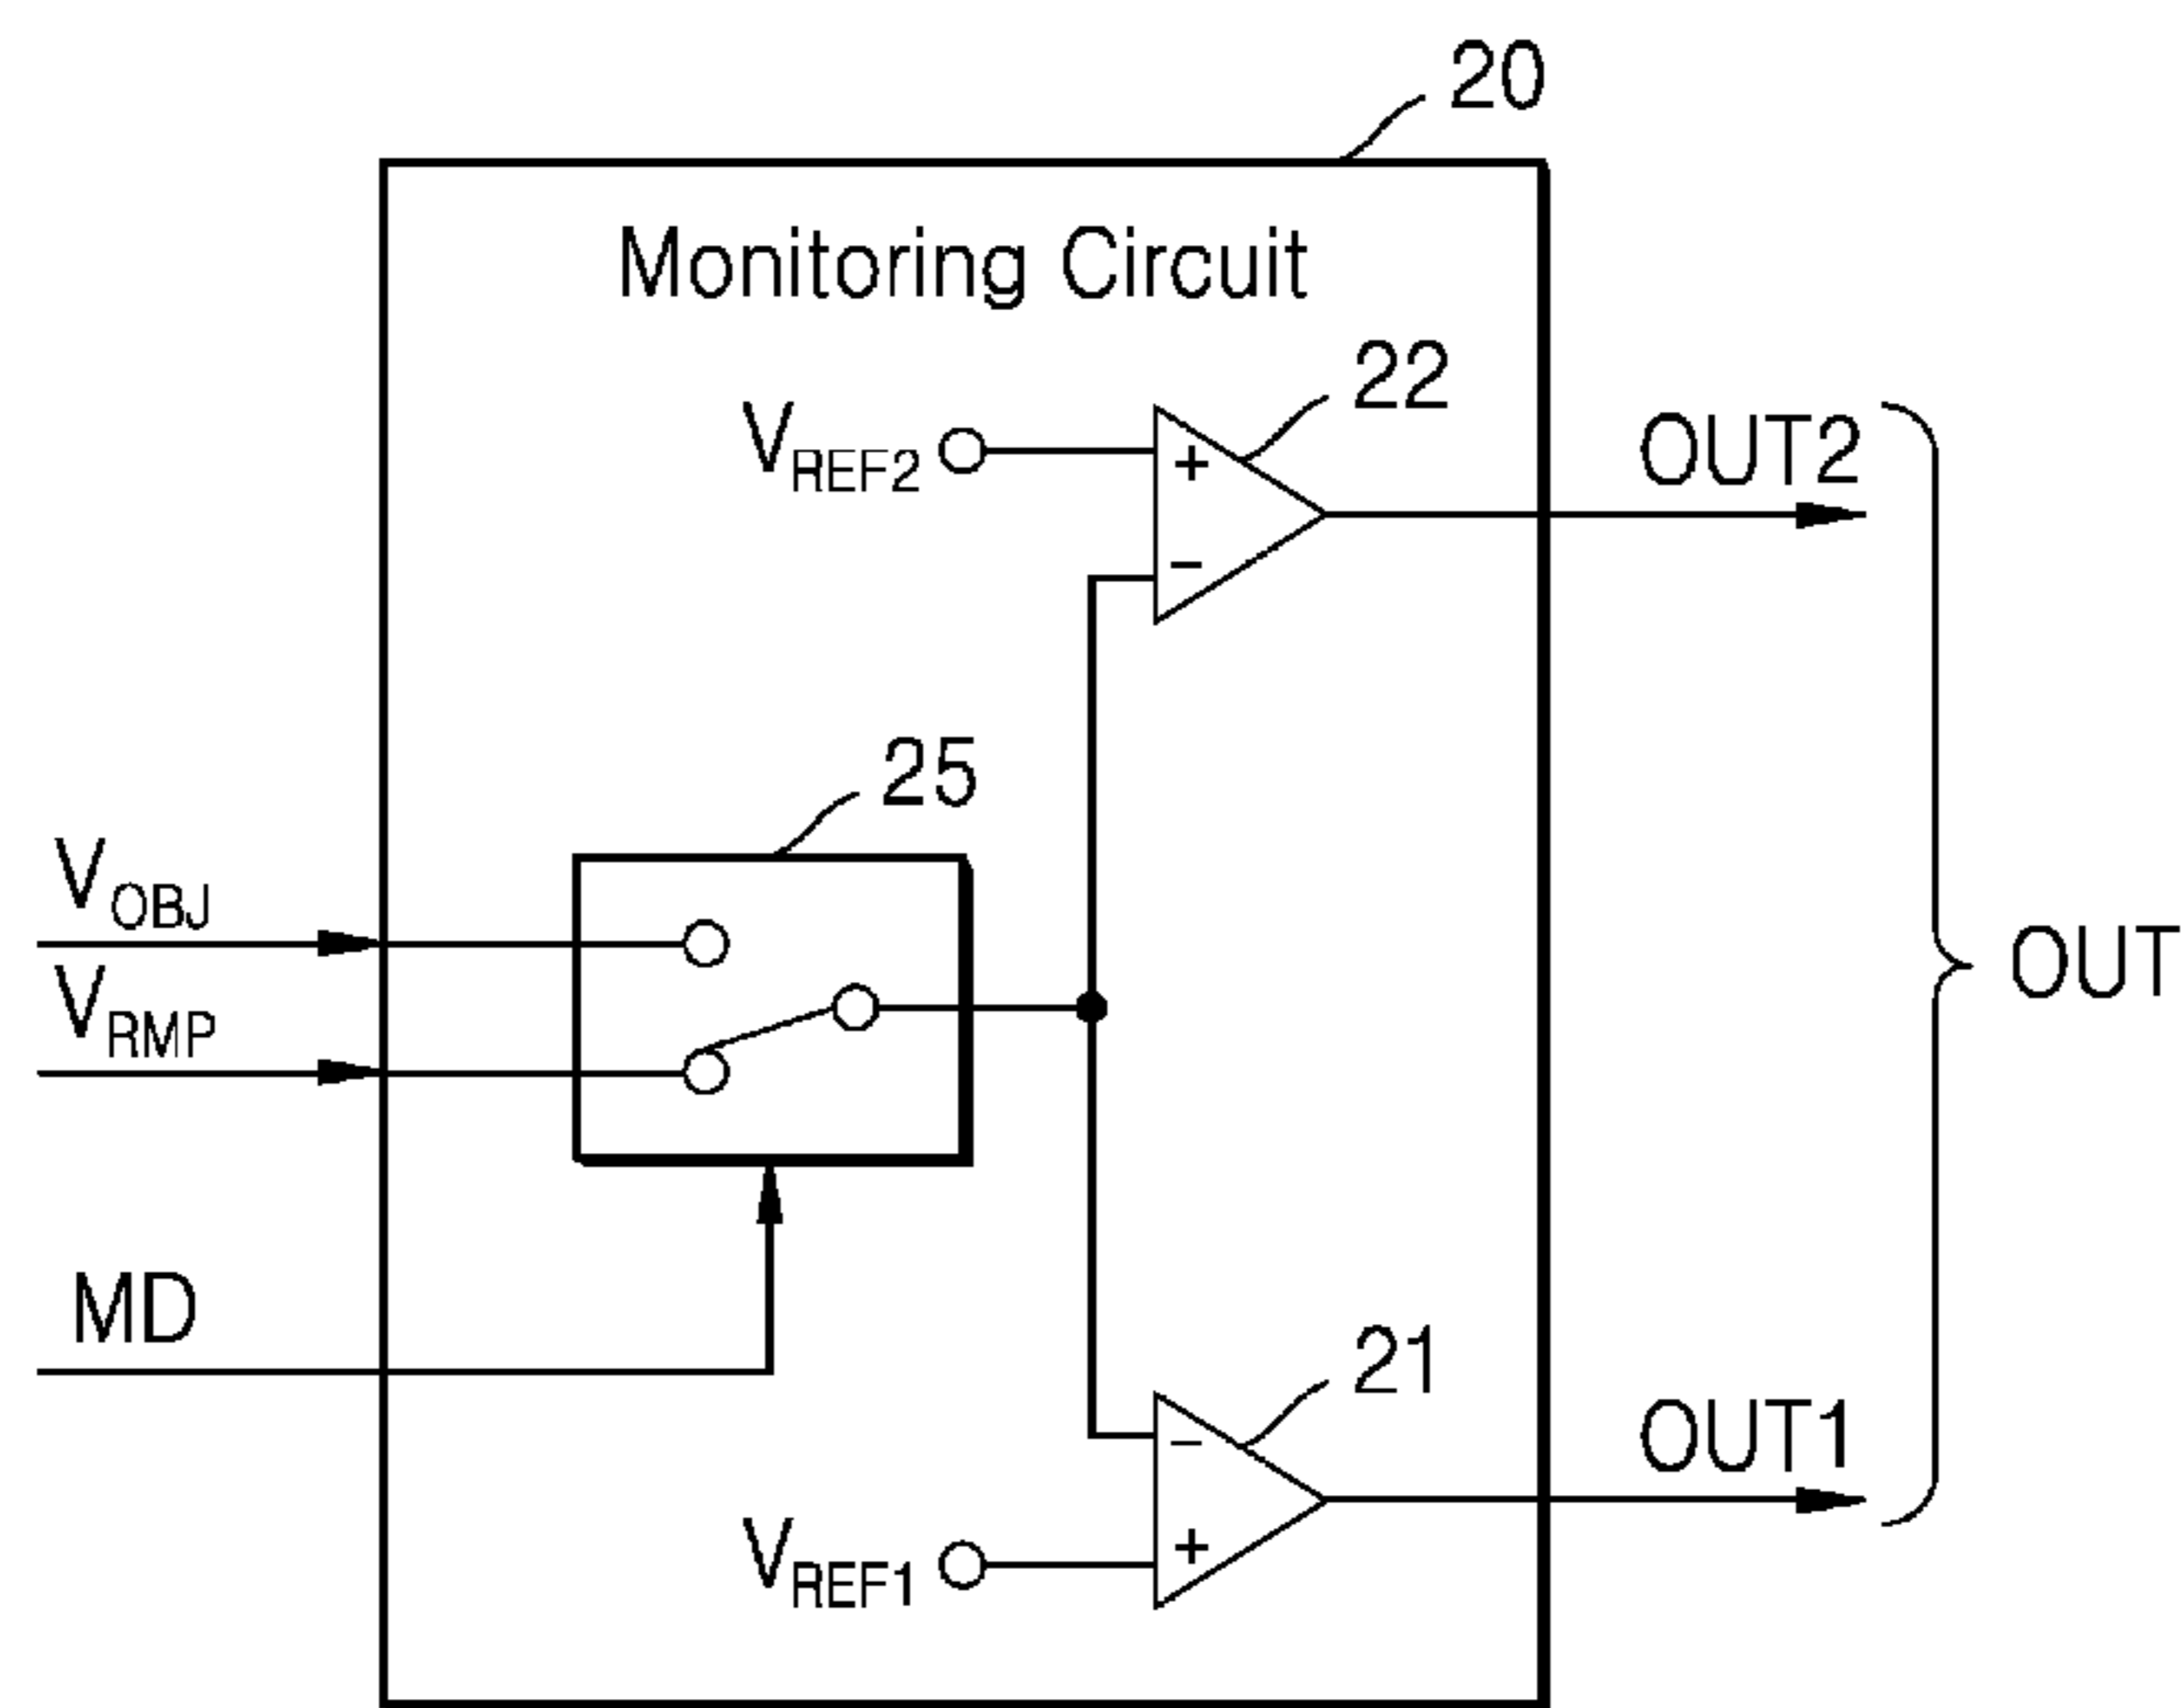 20
Monitoring Circuit
22
VREF2
+
−
OUT2
25
VOBJ
VRMP
OUT
MD
21
−
+
OUT1
VREF1